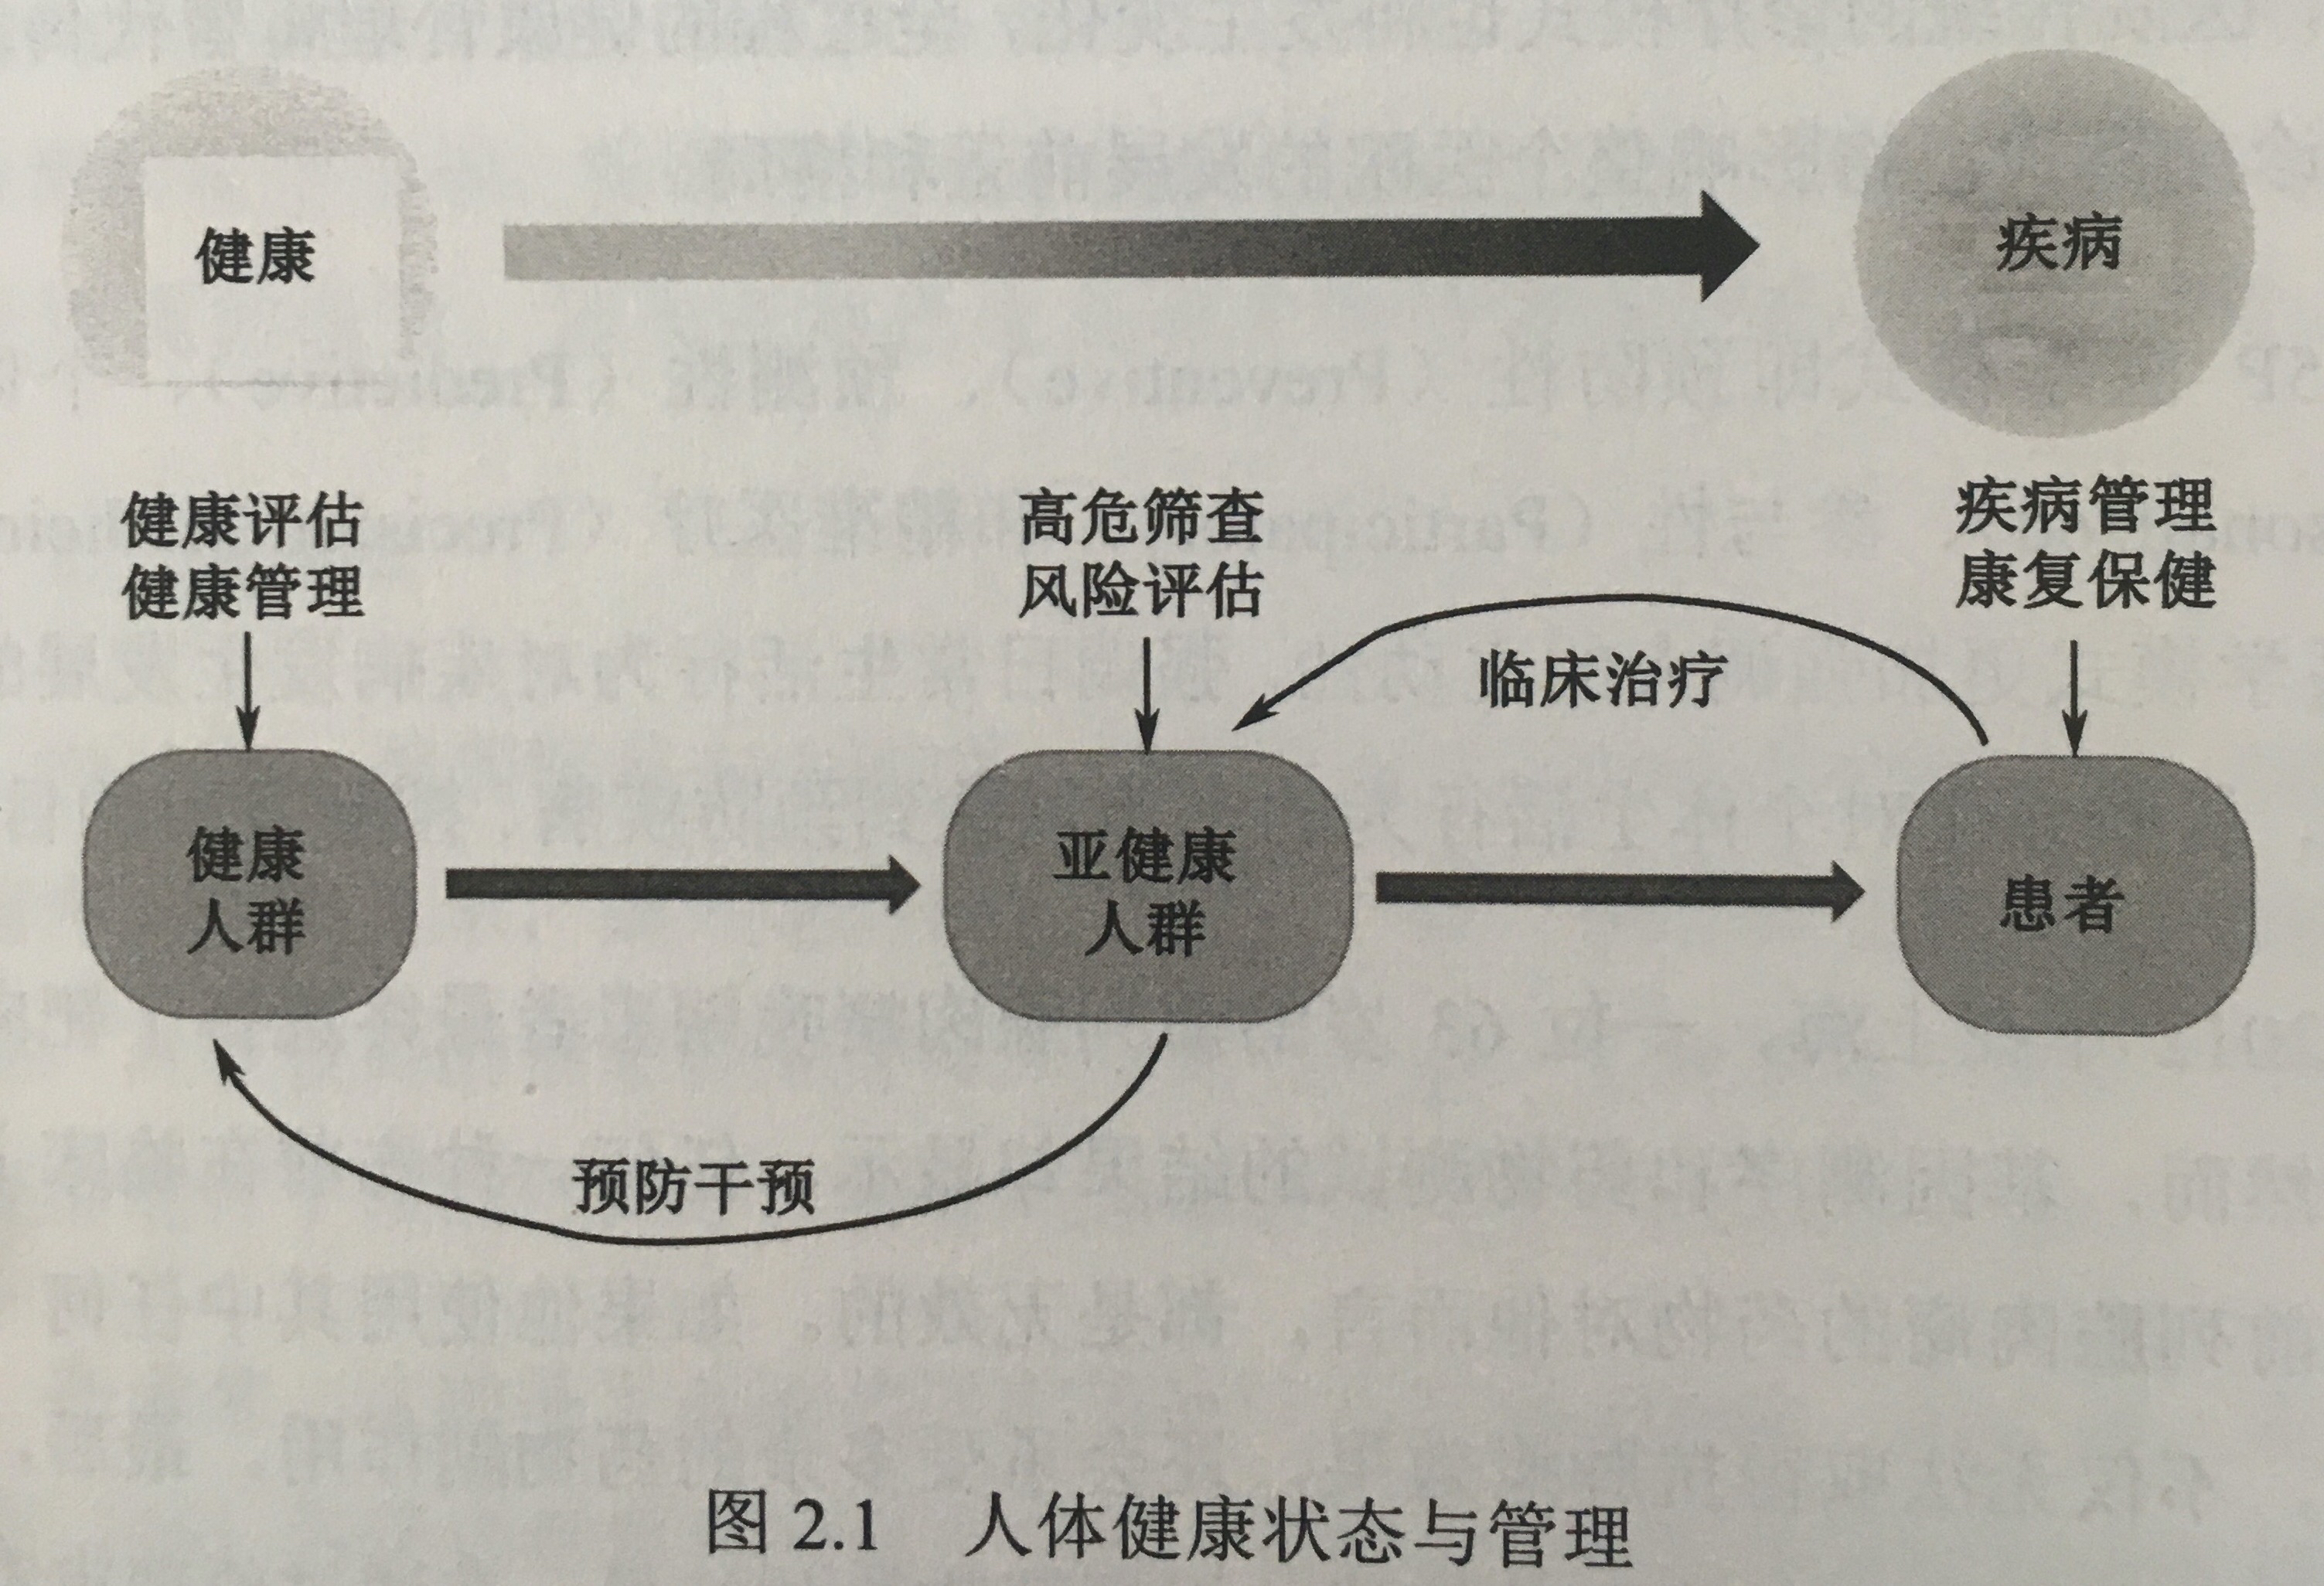 健康
疾病
健康评估
健康管理
高危筛查
风险评估
疾病管理
康复保健
临床治疗
健康
人群
亚健康
人群
患者
预防干预
图 2.1 人体健康状态与管理